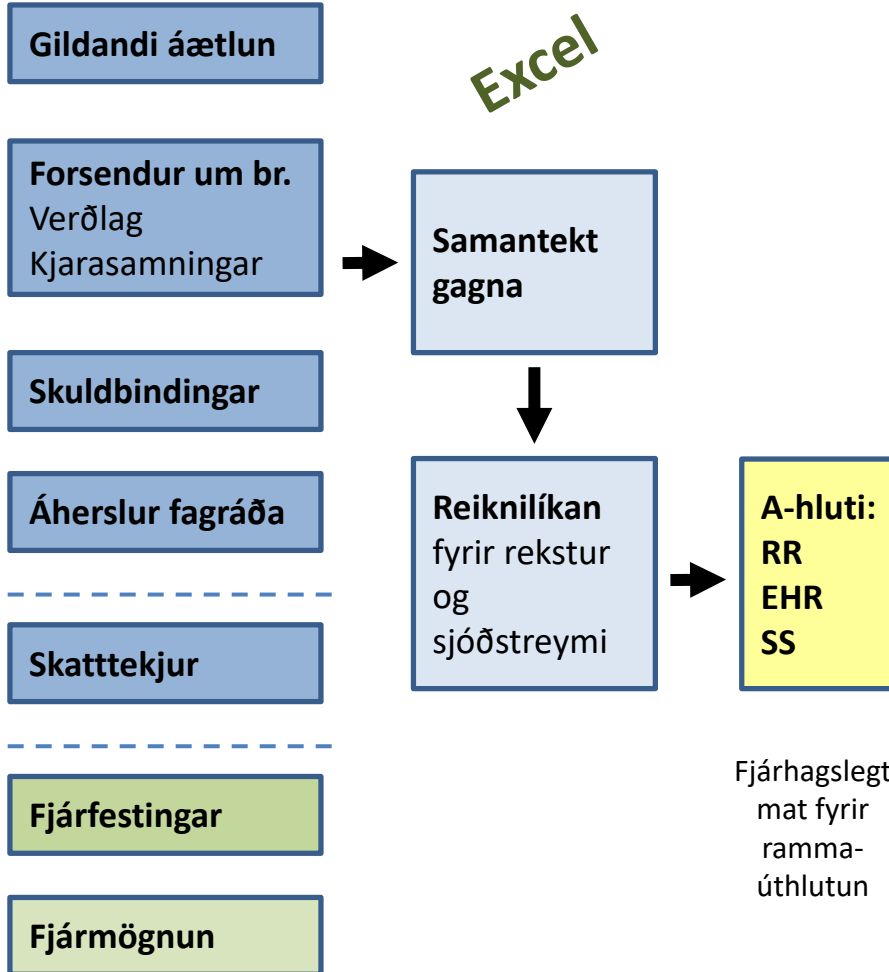 Gildandi áætlun
Excel
Forsendur um br.
Verðlag
Kjarasamningar
Samantekt
gagna
Skuldbindingar
Áherslur fagráða
Reiknilíkan
fyrir rekstur
og
sjóðstreymi
A-hluti:
RR
EHR
SS
Skatttekjur
Fjárhagslegt
mat fyrir
ramma-
úthlutun
Fjárfestingar
Fjármögnun